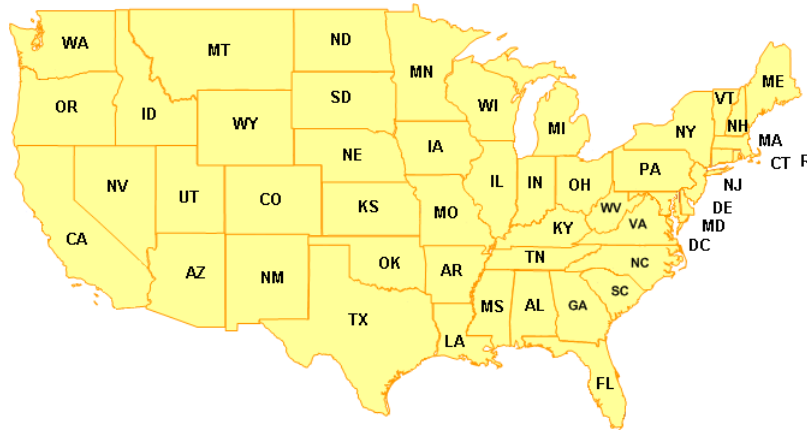 WA
MT
ND
MN
ME
OR
ID
SD
WI
VT
NH
WY
MI
NY
MA
NE
IA
PA
CT R
NV
UT
CO
IL
IN
OH
NJ
KS
MO
WV
DE
CA
KY
VA
MD
AZ
NM
OK
AR
TN
NC
DC
TX
MS
AL
GA
SC
LA
FL